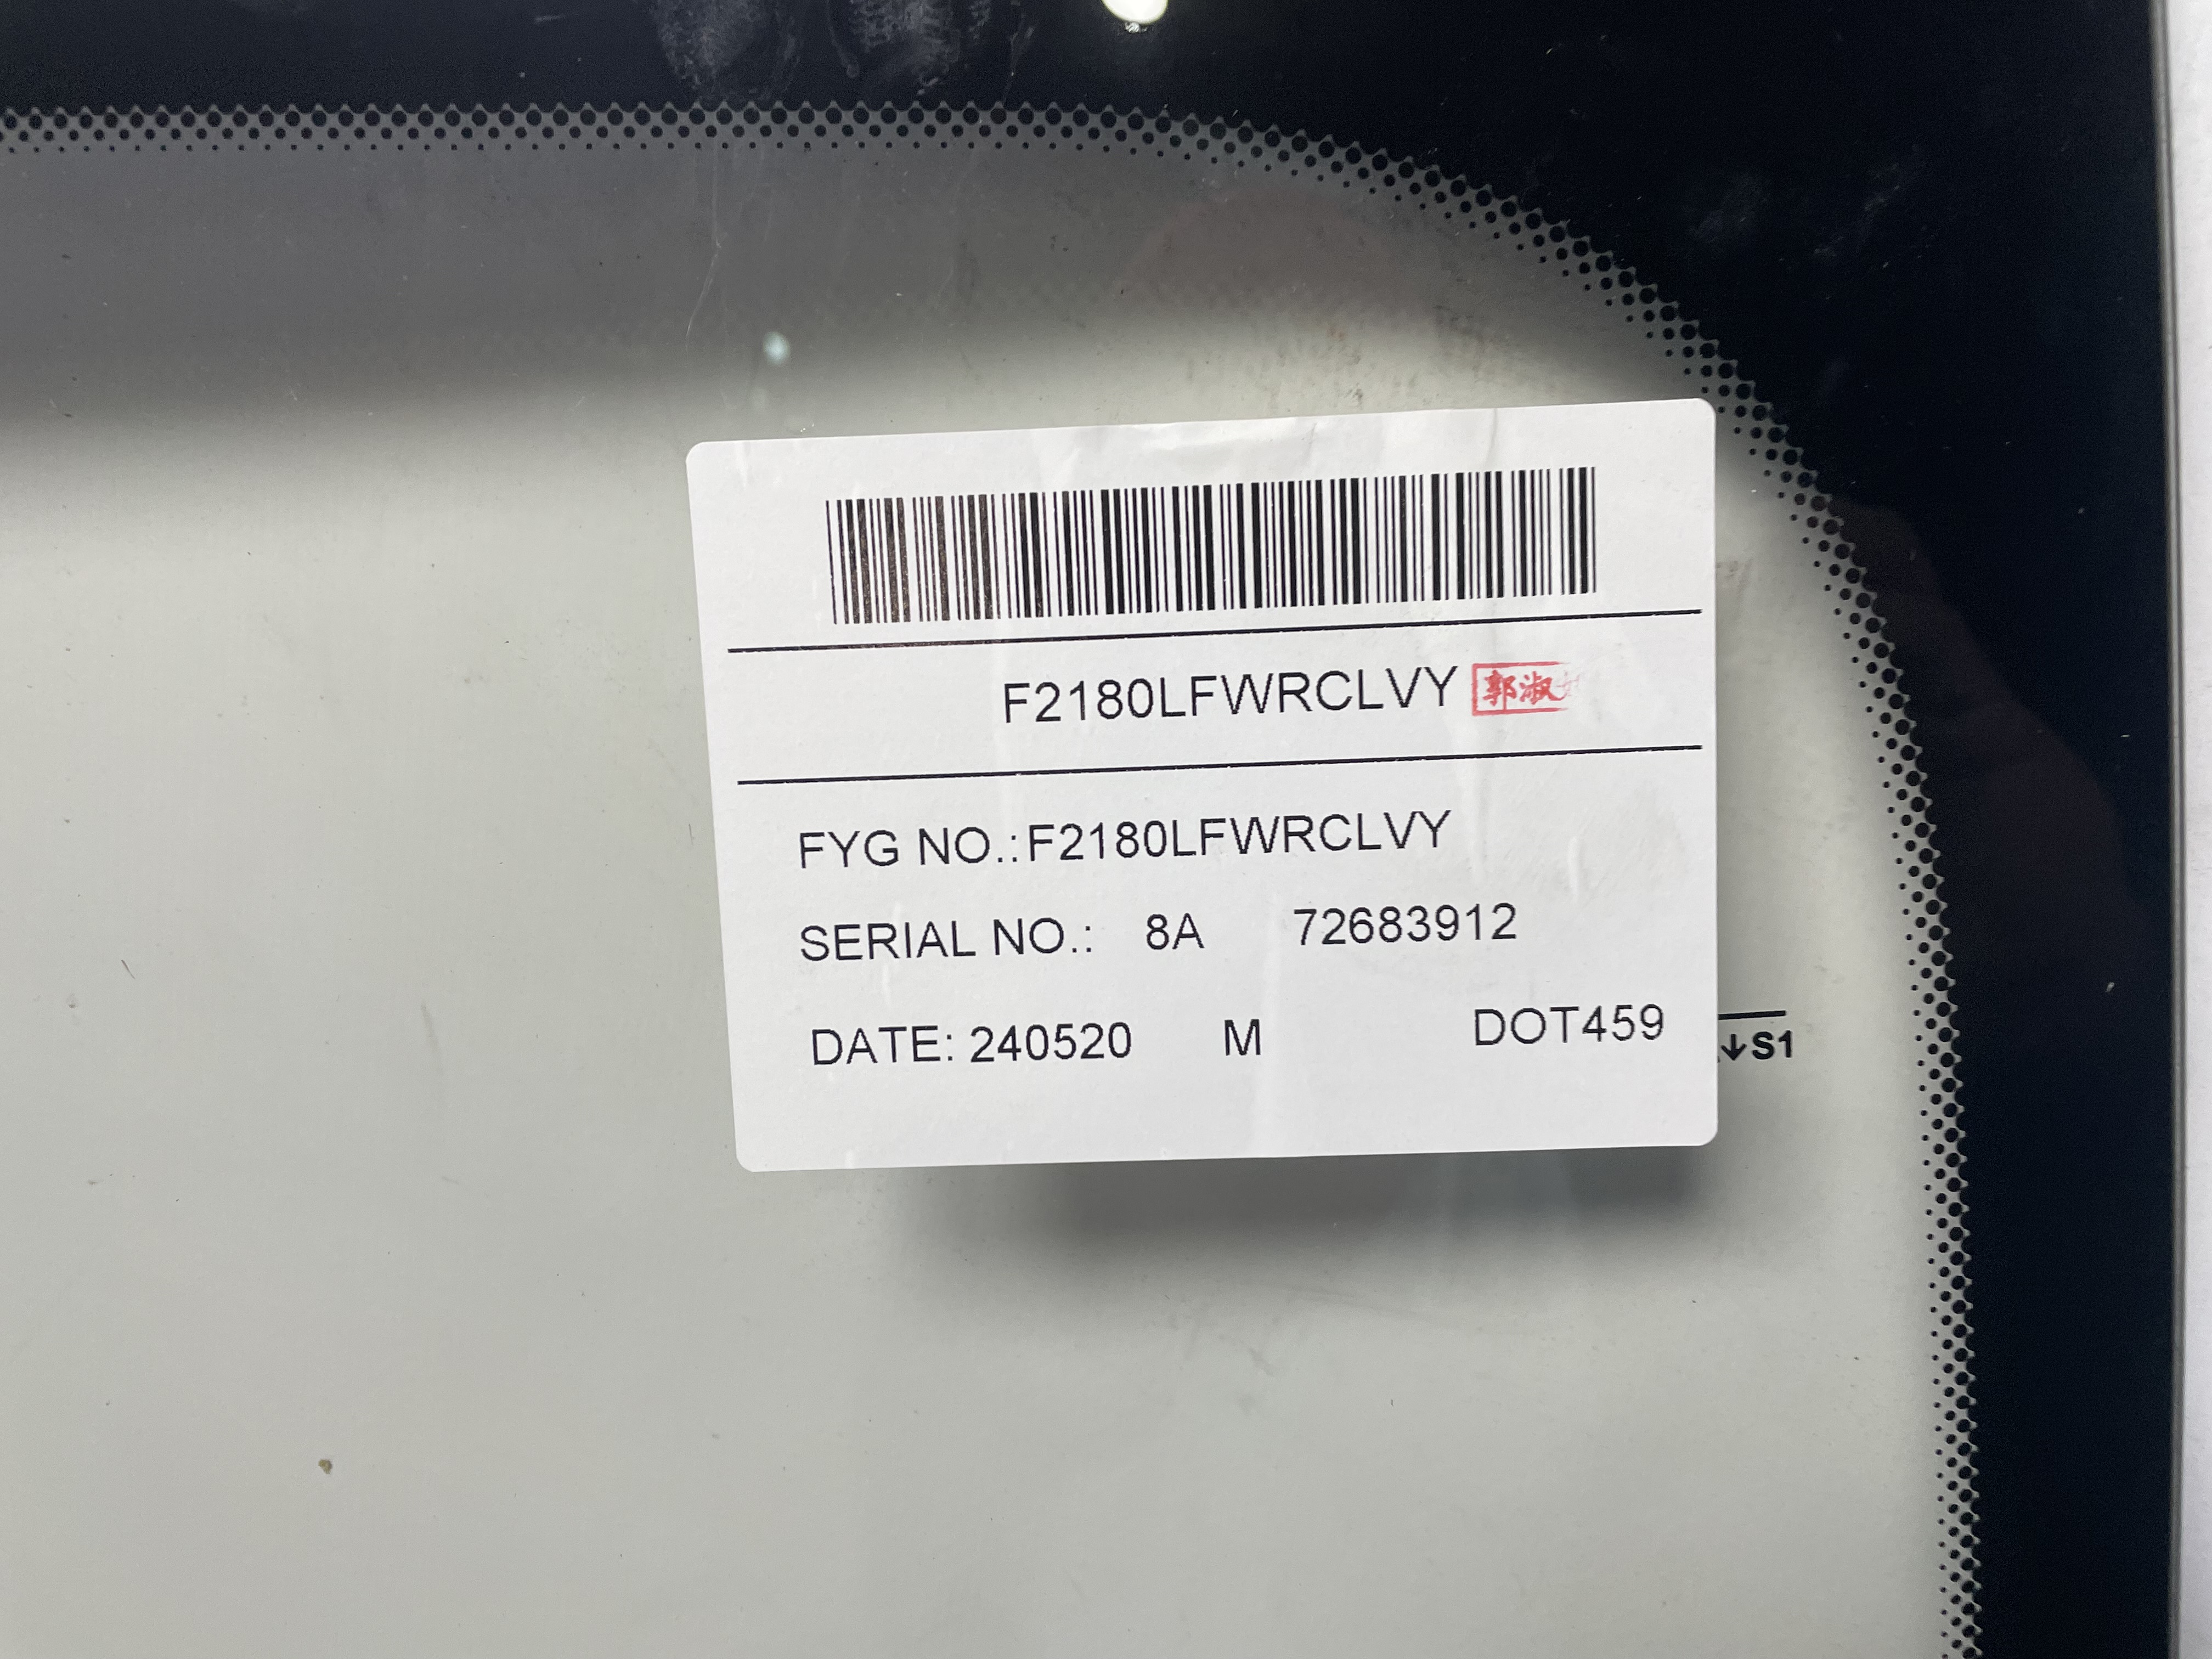 F2180LFWRCLVY 郭淑
FYG NO.:F2180LFWRCLVY
SERIAL NO.: 8A 72683912
DATE: 240520 M DOT459
↓S1